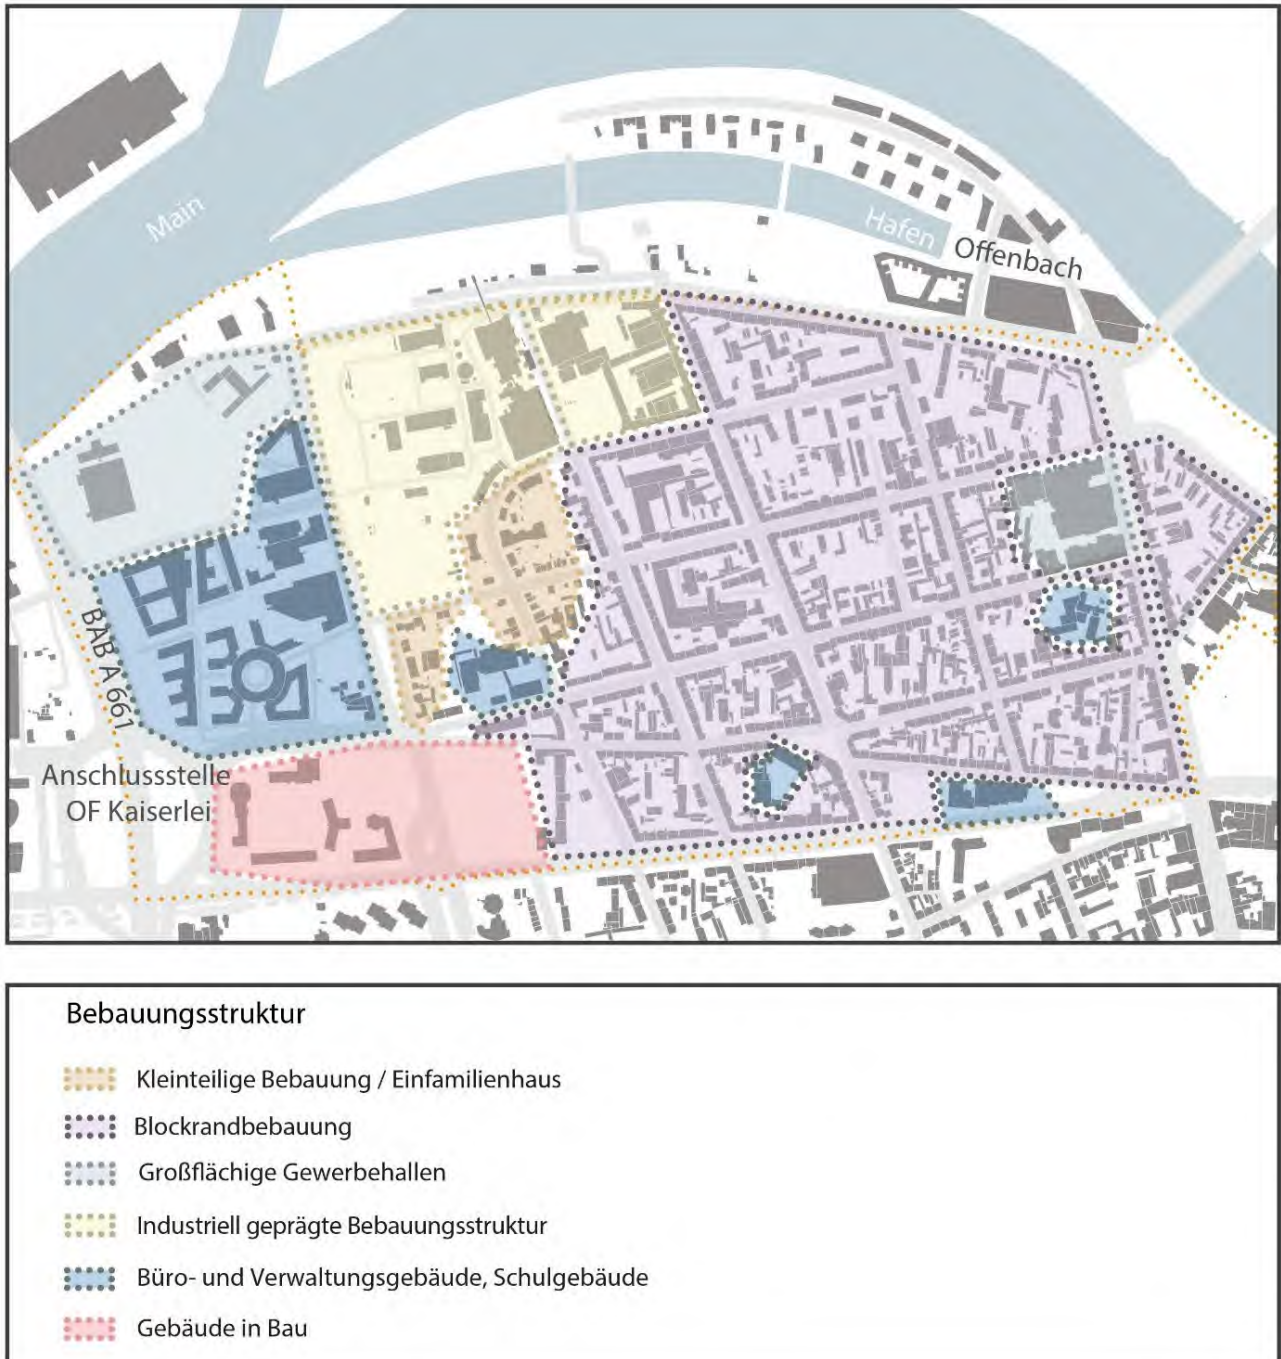 Main
Hafen
Offenbach
BAB A 661
Anschlussstelle
OF Kaiserlei
Bebauungsstruktur
Kleinteilige Bebauung / Einfamilienhaus
Blockrandbebauung
Großflächige Gewerbehallen
Industriell geprägte Bebauungsstruktur
Büro- und Verwaltungsgebäude, Schulgebäude
Gebäude in Bau